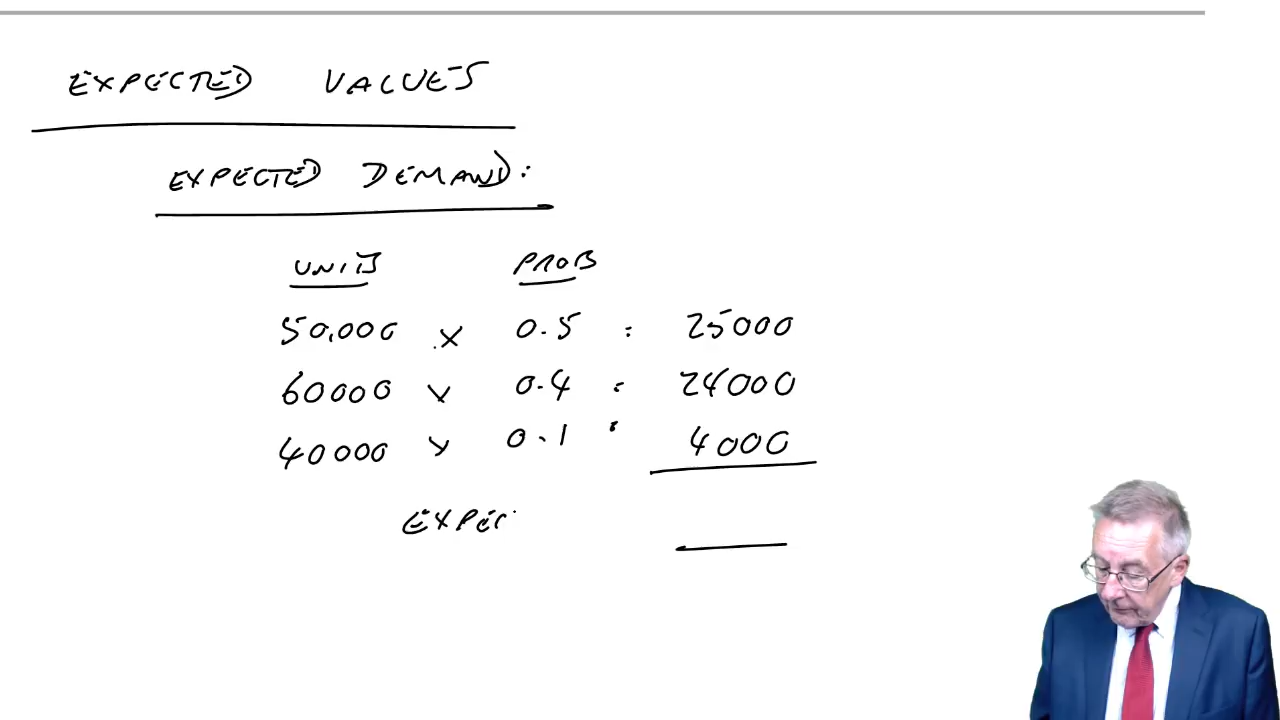 EXPECTED VALUES
EXPECTED DEMAND:
UNITS PROB
50,000 x 0.5 = 25000
60000 x 0.4 = 24000
40000 x 0.1 = 4000
EXPEC